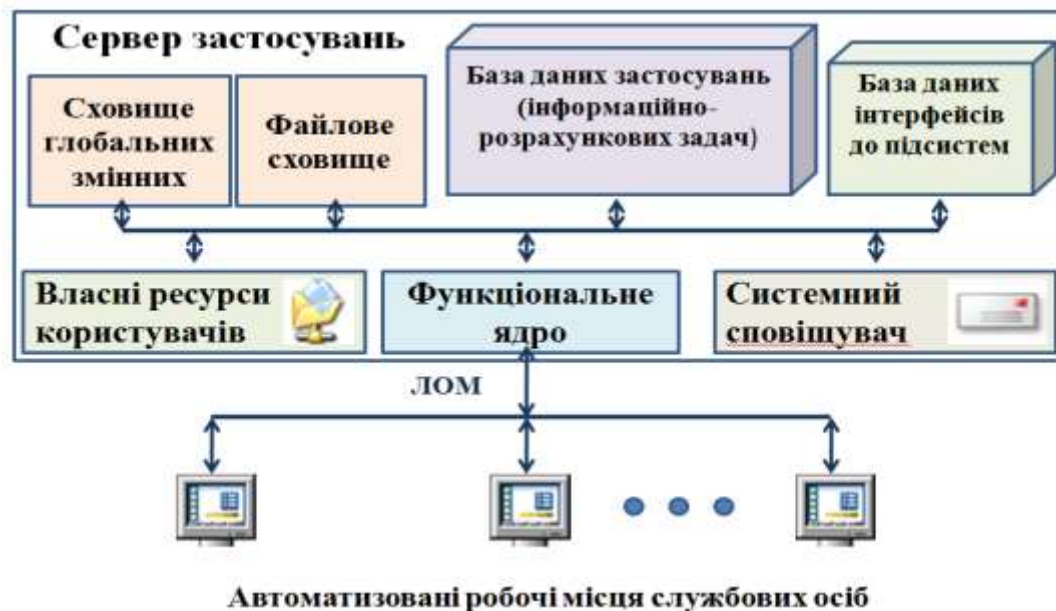 Сервер застосувань
Сховище
глобальних
змінних
Файлове
сховище
База даних застосувань
(інформаційно-
розрахункових задач)
База даних
інтерфейсів
до підсистем
Власні ресурси
користувачів
Функціональне
ядро
Системний
сповіщувач
ЛОМ
Автоматизовані робочі місця службових осіб